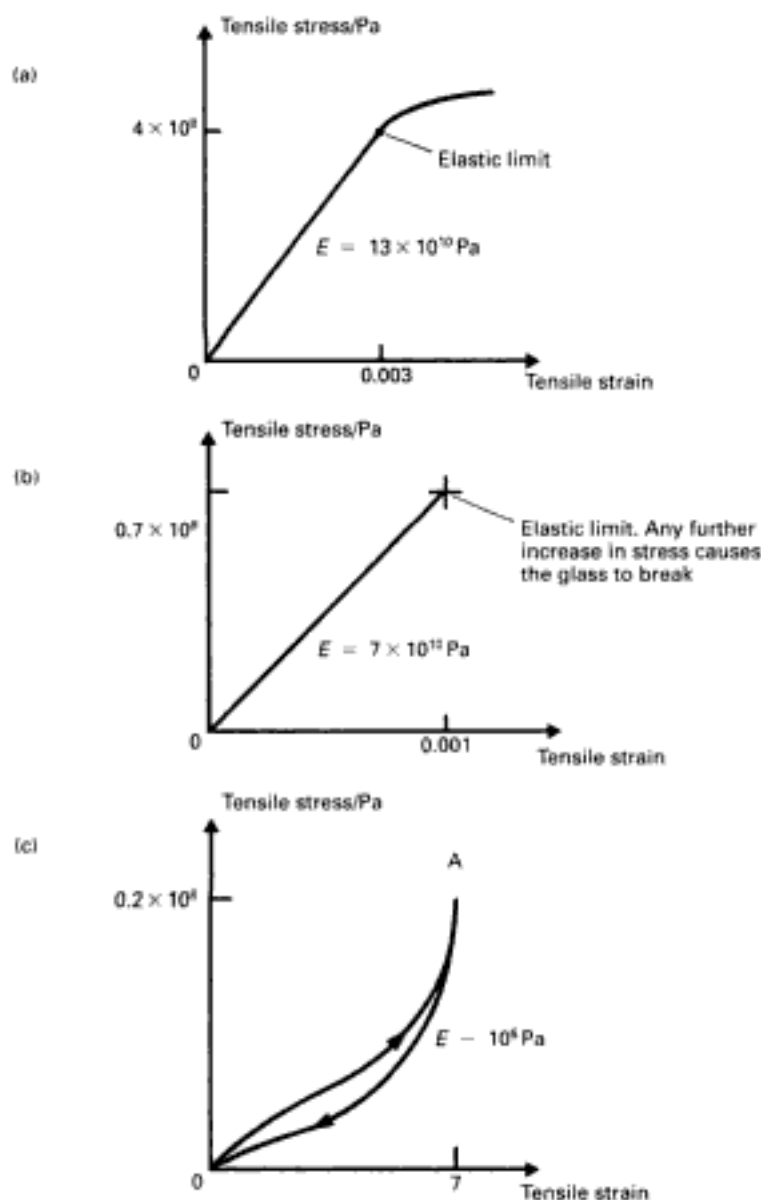 (a)
Tensile stress/Pa
4 × 10⁸
Elastic limit
E = 13 × 10¹⁰ Pa
0
0.003
Tensile strain
(b)
Tensile stress/Pa
0.7 × 10⁸
Elastic limit. Any further
increase in stress causes
the glass to break
E = 7 × 10¹⁰ Pa
0
0.001
Tensile strain
(c)
Tensile stress/Pa
A
0.2 × 10⁸
E – 10⁶ Pa
0
7
Tensile strain